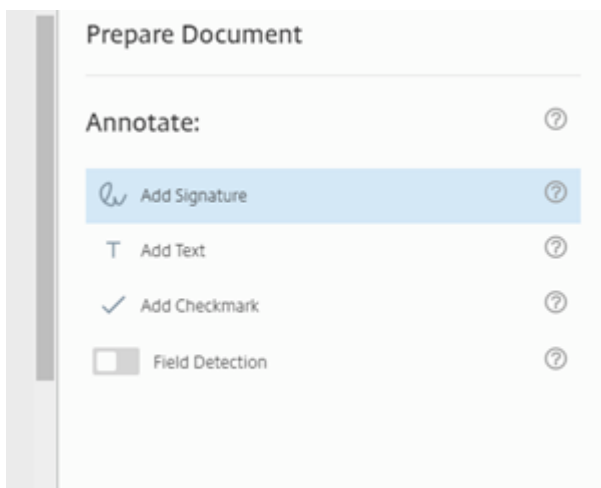 Prepare Document
Annotate:
Add Signature
Add Text
Add Checkmark
Field Detection